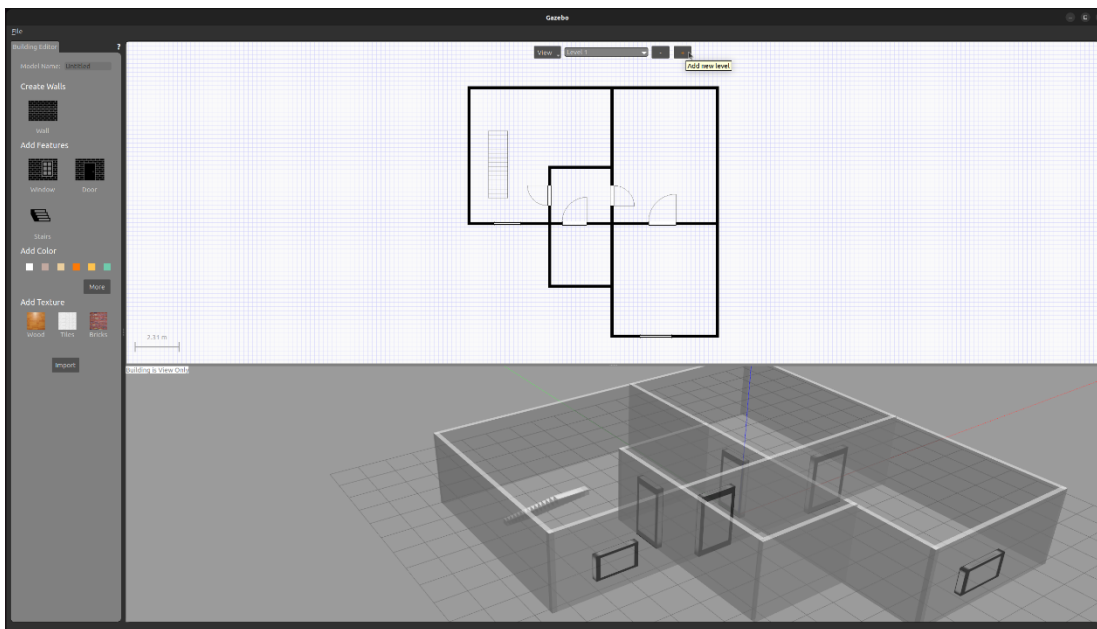 Gazebo
File
Building Editor
?
Model Name: Untitled
Create Walls
Wall
Add Features
Window Door
Stairs
Add Color
More
Add Texture
Wood Tiles Bricks
Import
View Level 1 - +
Add new level
2.31 m
Building is View Only